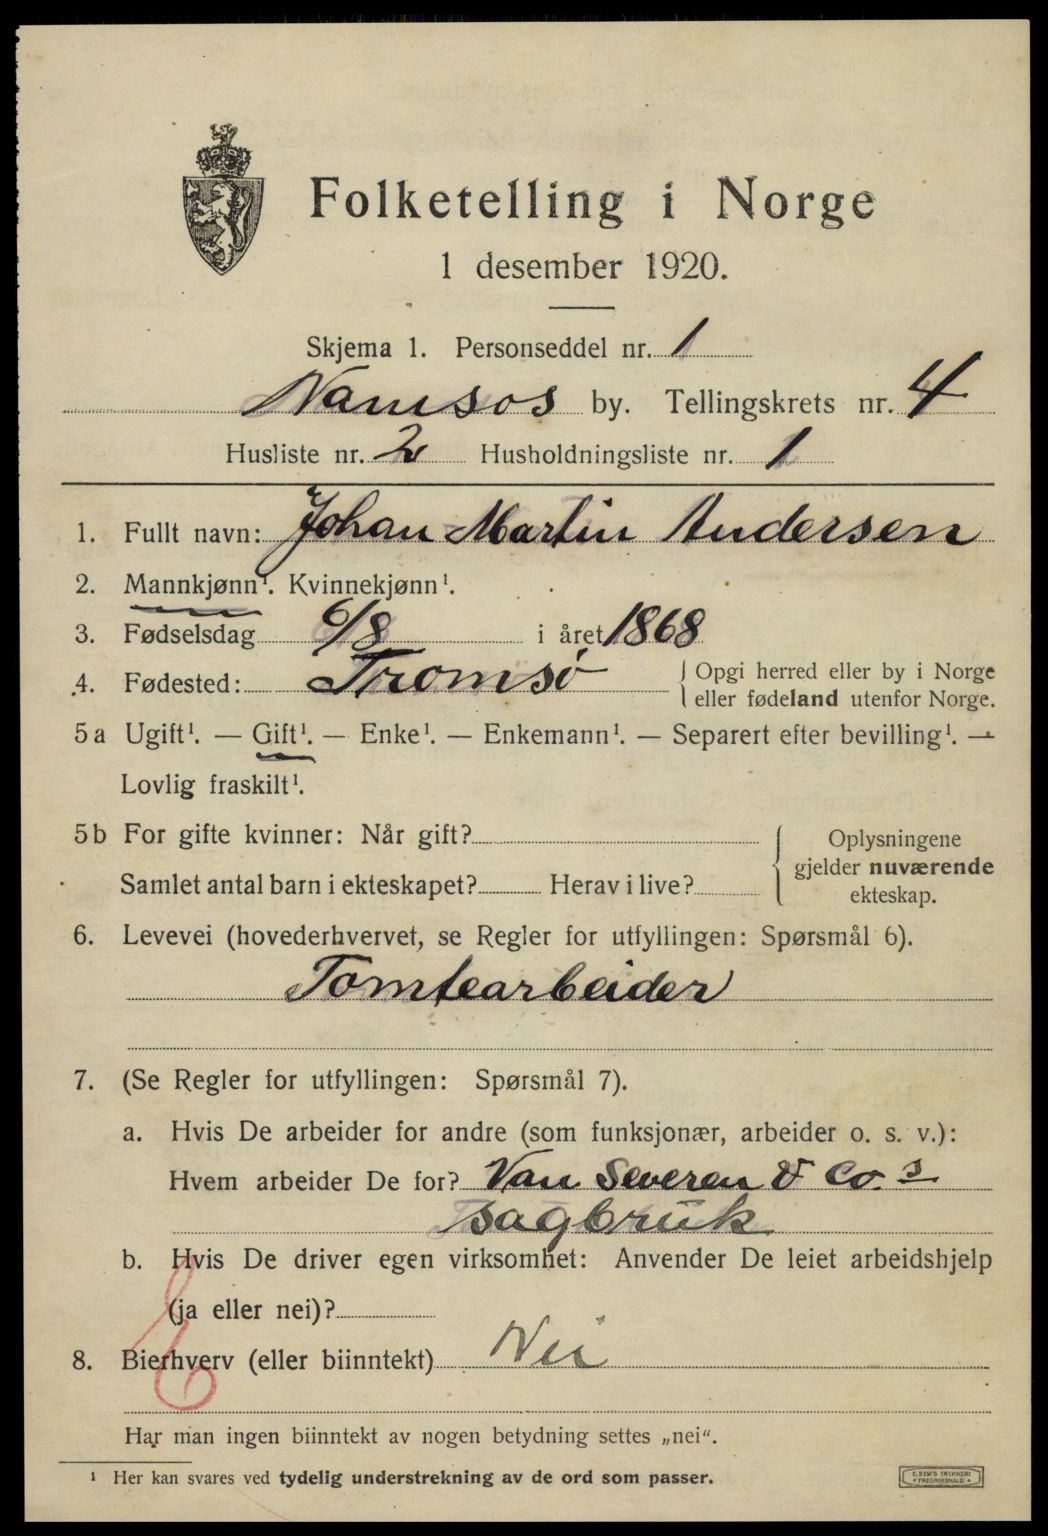 Folketelling i Norge
1 desember 1920.
Skjema 1. Personseddel nr. 1
Namsos by. Tellingskrets nr. 4
Husliste nr. 2 Husholdningsliste nr. 1
1. Fullt navn: Johan Martin Andersen
2. Mannkjønn¹. Kvinnekjønn¹.
3. Fødselsdag 6/8 i året 1868
4. Fødested: Tromsø { Opgi herred eller by i Norge
eller fødeland utenfor Norge.
5 a Ugift¹. — Gift¹. — Enke¹. — Enkemann¹. — Separert efter bevilling¹. —
Lovlig fraskilt¹.
5 b For gifte kvinner: Når gift?
Samlet antal barn i ekteskapet? Herav i live?
{ Oplysningene
gjelder nuværende
ekteskap.
6. Levevei (hovederhvervet, se Regler for utfyllingen: Spørsmål 6).
Tomtearbeider
7. (Se Regler for utfyllingen: Spørsmål 7).
a. Hvis De arbeider for andre (som funksjonær, arbeider o. s. v.):
Hvem arbeider De for? Van Severen & Co.s
sagbruk
b. Hvis De driver egen virksomhet: Anvender De leiet arbeidshjelp
(ja eller nei)?
8. Bierhverv (eller biinntekt) Nei
Har man ingen biinntekt av nogen betydning settes „nei".
¹ Her kan svares ved tydelig understrekning av de ord som passer.
E. SEM'S TRYKKERI
FREDRIKSHALD